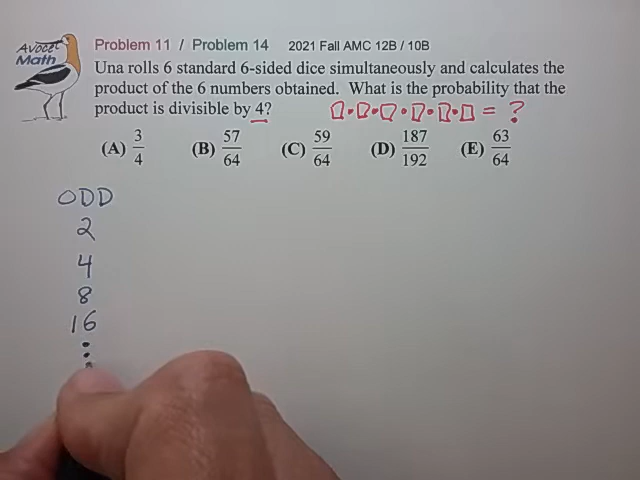 Avocet Math
Problem 11 / Problem 14 2021 Fall AMC 12B / 10B
Una rolls 6 standard 6-sided dice simultaneously and calculates the
product of the 6 numbers obtained. What is the probability that the
product is divisible by 4? □·□·□·□·□·□ = ?
(A) 3/4 (B) 57/64 (C) 59/64 (D) 187/192 (E) 63/64
ODD
2
4
8
16